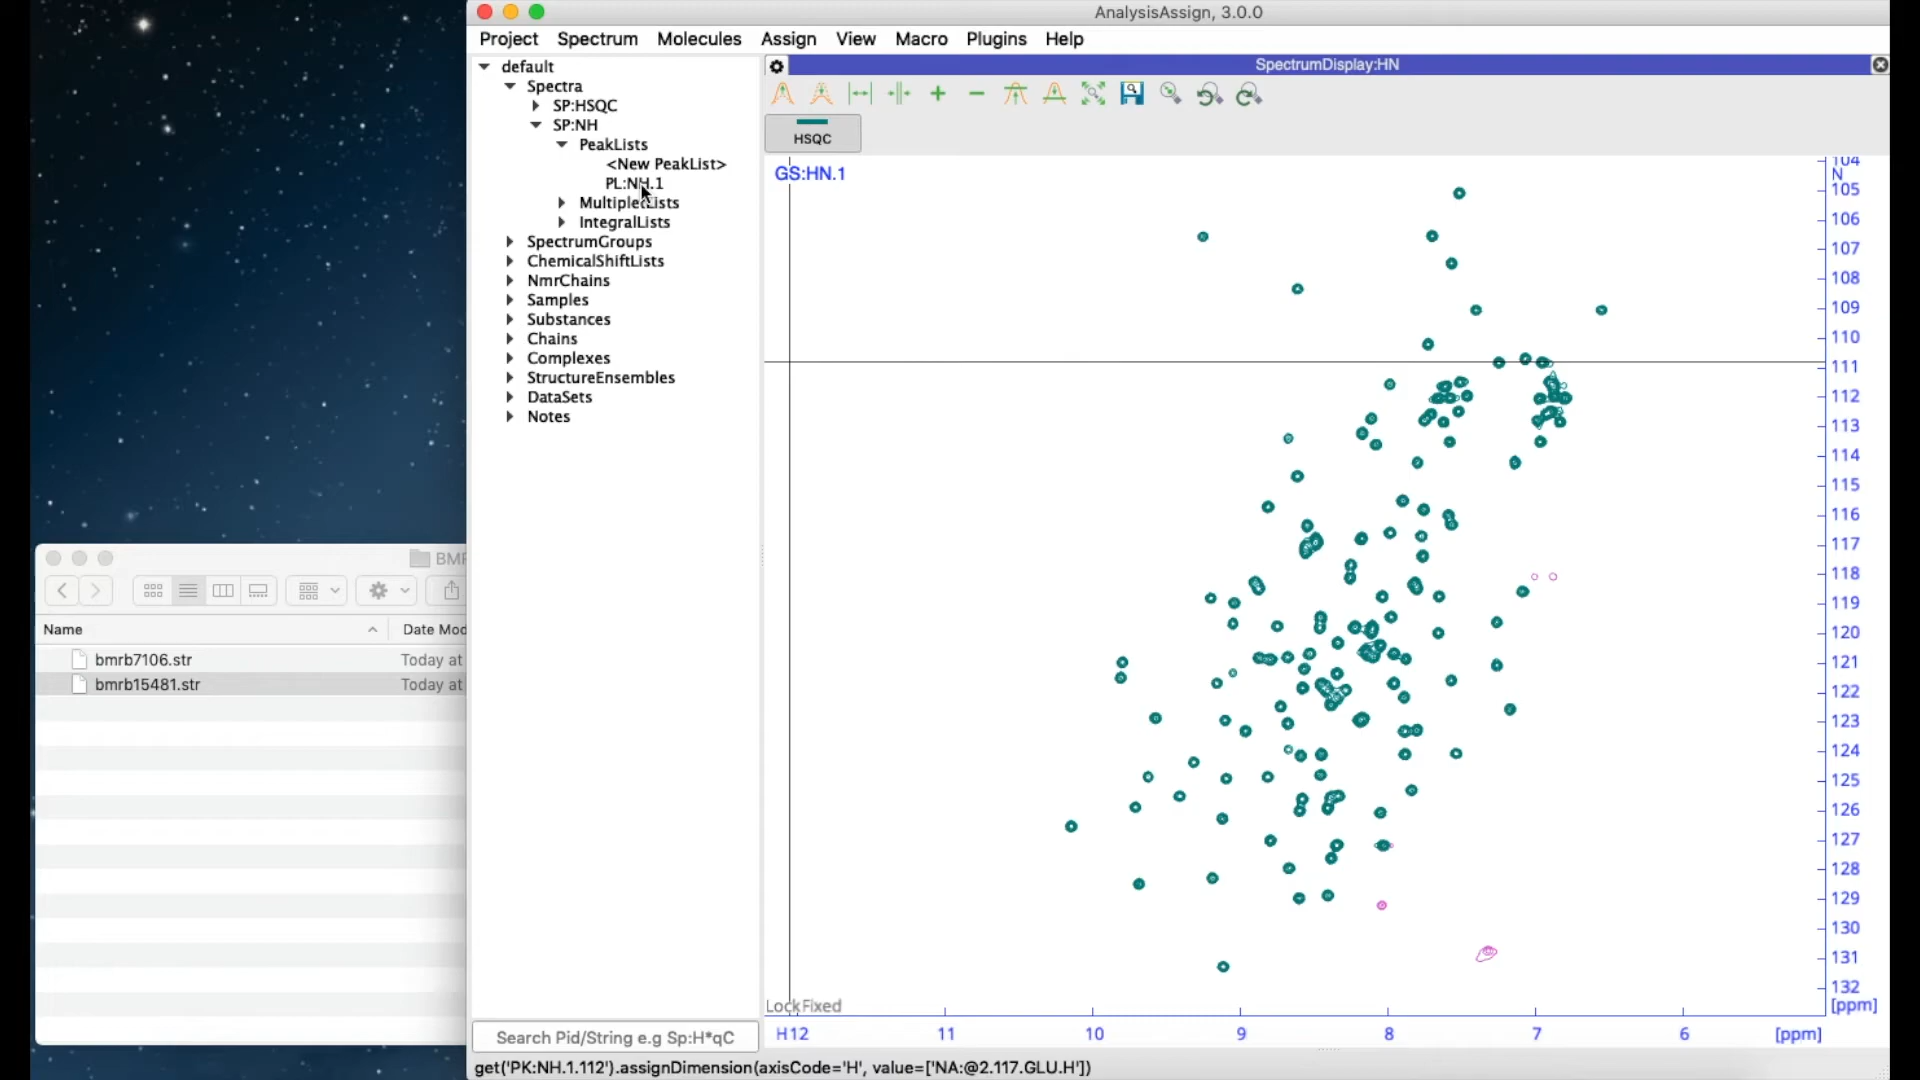 AnalysisAssign, 3.0.0
Project Spectrum Molecules Assign View Macro Plugins Help
default
Spectra
SP:HSQC
SP:NH
PeakLists
<New PeakList>
PL:NH.1
MultipletLists
IntegralLists
SpectrumGroups
ChemicalShiftLists
NmrChains
Samples
Substances
Chains
Complexes
StructureEnsembles
DataSets
Notes
Search Pid/String e.g Sp:H*qC
SpectrumDisplay:HN
HSQC
GS:HN.1
104
N
105
106
107
108
109
110
111
112
113
114
115
116
117
118
119
120
121
122
123
124
125
126
127
128
129
130
131
132
[ppm]
LockFixed
H 12 11 10 9 8 7 6 [ppm]
get('PK:NH.1.112').assignDimension(axisCode='H', value=['NA:@2.117.GLU.H'])
Name Date Mod
bmrb7106.str Today at
bmrb15481.str Today at